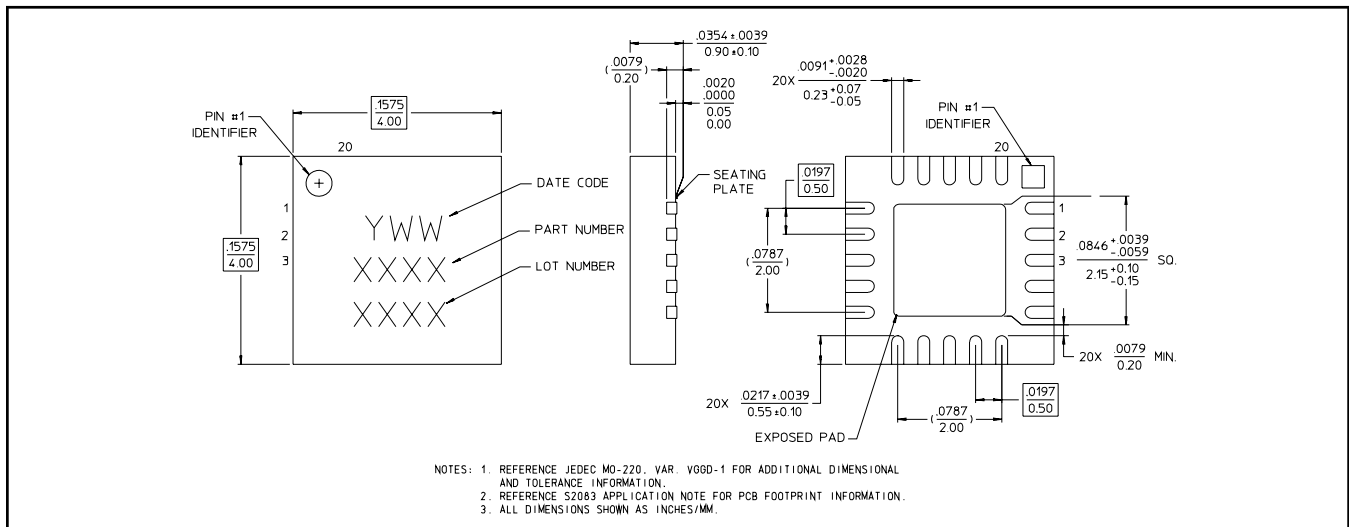 .1575
4.00
PIN #1
IDENTIFIER
20
.1575
4.00
1
2
3
YWW
XXXX
XXXX
DATE CODE
PART NUMBER
LOT NUMBER
.0354 ±.0039
0.90 ±0.10
(.0079
0.20)
.0020
.0000
0.05
0.00
SEATING
PLATE
20X .0091 +.0028
-.0020
0.23 +0.07
-0.05
PIN #1
IDENTIFIER
20
.0197
0.50
(.0787
2.00)
1
2
3
.0846 +.0039
-.0059 SQ.
2.15 +0.10
-0.15
20X .0079 MIN.
0.20
20X .0217 ±.0039
0.55 ±0.10
(.0787
2.00)
.0197
0.50
EXPOSED PAD
NOTES: 1. REFERENCE JEDEC MO-220, VAR. VGGD-1 FOR ADDITIONAL DIMENSIONAL
AND TOLERANCE INFORMATION.
2. REFERENCE S2083 APPLICATION NOTE FOR PCB FOOTPRINT INFORMATION.
3. ALL DIMENSIONS SHOWN AS INCHES/MM.